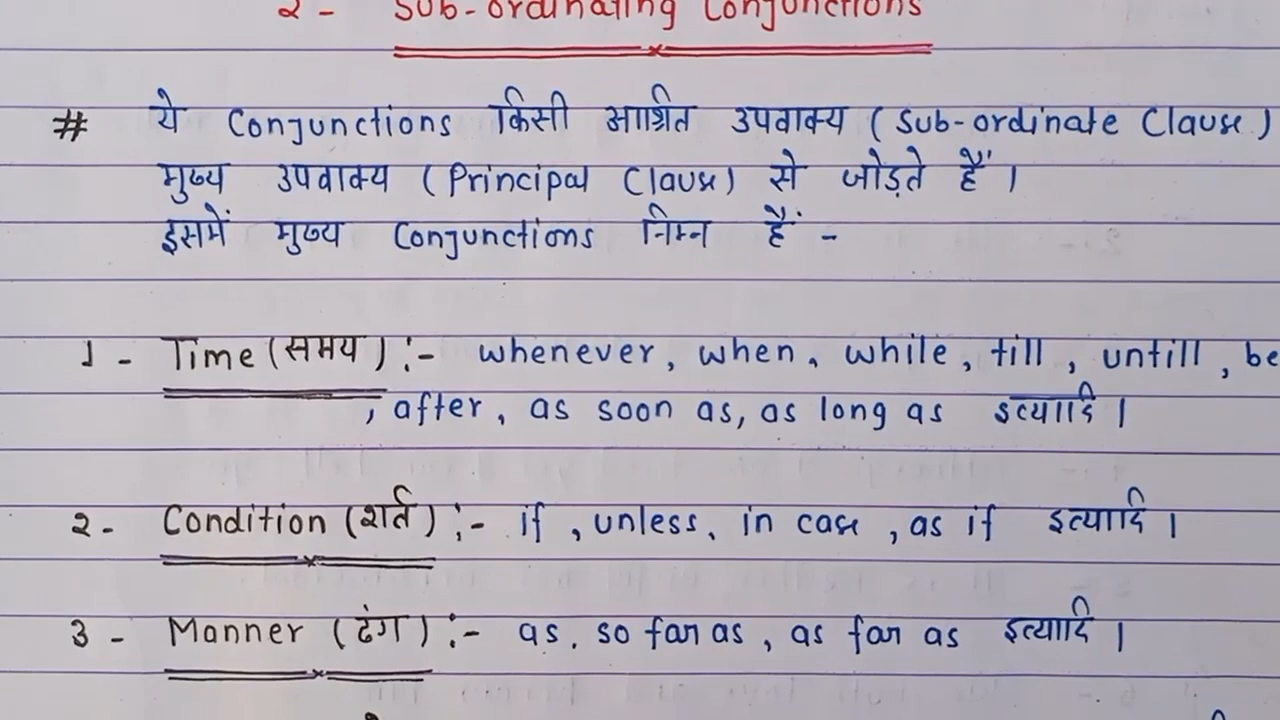 2 - Sub-ordinating Conjunctions
# ये Conjunctions किसी आश्रित उपवाक्य ( Sub-ordinate Clause )
मुख्य उपवाक्य ( Principal Clause ) से जोड़ते हैं ।
इसमें मुख्य Conjunctions निम्न हैं -
1 - Time (समय) :- whenever, when, while, till, untill, be
, after, as soon as, as long as इत्यादि ।
2 - Condition (शर्त) :- if, unless, in case, as if इत्यादि ।
3 - Manner (ढंग) :- as, so far as, as far as इत्यादि ।